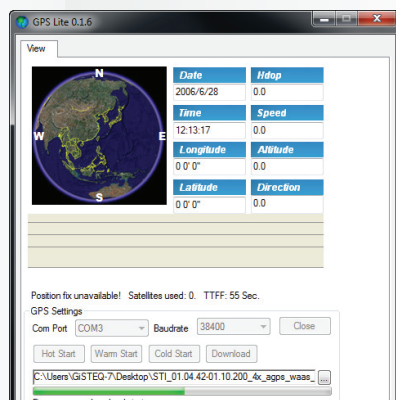 GPS Lite 0.1.6
View
N
W
E
S
Date
Hdop
2006/6/28
0.0
Time
Speed
12:13:17
0.0
Longitude
Altitude
0 0' 0"
0.0
Latitude
Direction
0 0' 0"
0.0
Position fix unavailable! Satellites used: 0. TTFF: 55 Sec.
GPS Settings
Com Port COM3 Baudrate 38400 Close
Hot Start Warm Start Cold Start Download
C:\Users\GiSTEQ-7\Desktop\STI_01.04.42-01.10.200_4x_agps_waas_ ...